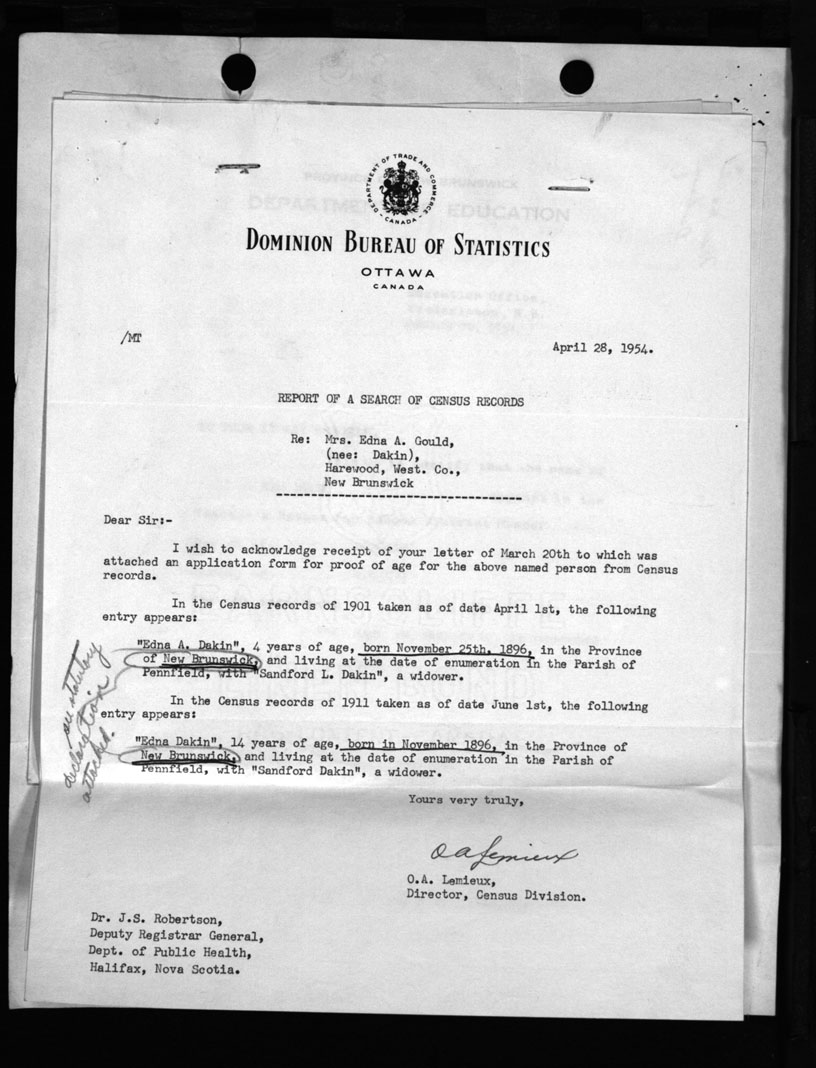 DEPARTMENT OF TRADE AND COMMERCE
CANADA
PROVINCE BRUNSWICK
DEPARTMENT EDUCATION
DOMINION BUREAU OF STATISTICS
OTTAWA
CANADA
/MT
April 28, 1954.
REPORT OF A SEARCH OF CENSUS RECORDS
Re: Mrs. Edna A. Gould,
(nee: Dakin),
Harewood, West. Co.,
New Brunswick
Dear Sir:-
I wish to acknowledge receipt of your letter of March 20th to which was
attached an application form for proof of age for the above named person from Census
records.
In the Census records of 1901 taken as of date April 1st, the following
entry appears:
"Edna A. Dakin", 4 years of age, born November 25th, 1896, in the Province
of New Brunswick, and living at the date of enumeration in the Parish of
Pennfield, with "Sandford L. Dakin", a widower.
In the Census records of 1911 taken as of date June 1st, the following
entry appears:
"Edna Dakin", 14 years of age, born in November 1896, in the Province of
New Brunswick, and living at the date of enumeration in the Parish of
Pennfield, with "Sandford Dakin", a widower.
see statutory
declaration
attached.
Yours very truly,
O A Lemieux
O.A. Lemieux,
Director, Census Division.
Dr. J.S. Robertson,
Deputy Registrar General,
Dept. of Public Health,
Halifax, Nova Scotia.